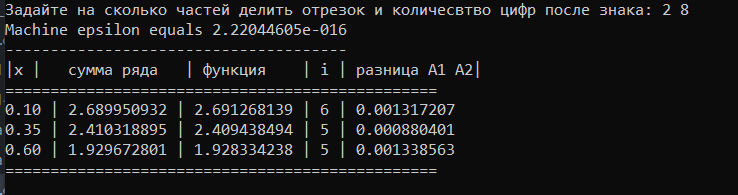 Задайте на сколько частей делить отрезок и количесвтво цифр после знака: 2 8
Machine epsilon equals 2.22044605e-016
------------------------------------
|x |   сумма ряда   | функция    | i | разница A1 A2|
==============================================
0.10 | 2.689950932 | 2.691268139 | 6 | 0.001317207
0.35 | 2.410318895 | 2.409438494 | 5 | 0.000880401
0.60 | 1.929672801 | 1.928334238 | 5 | 0.001338563
==============================================